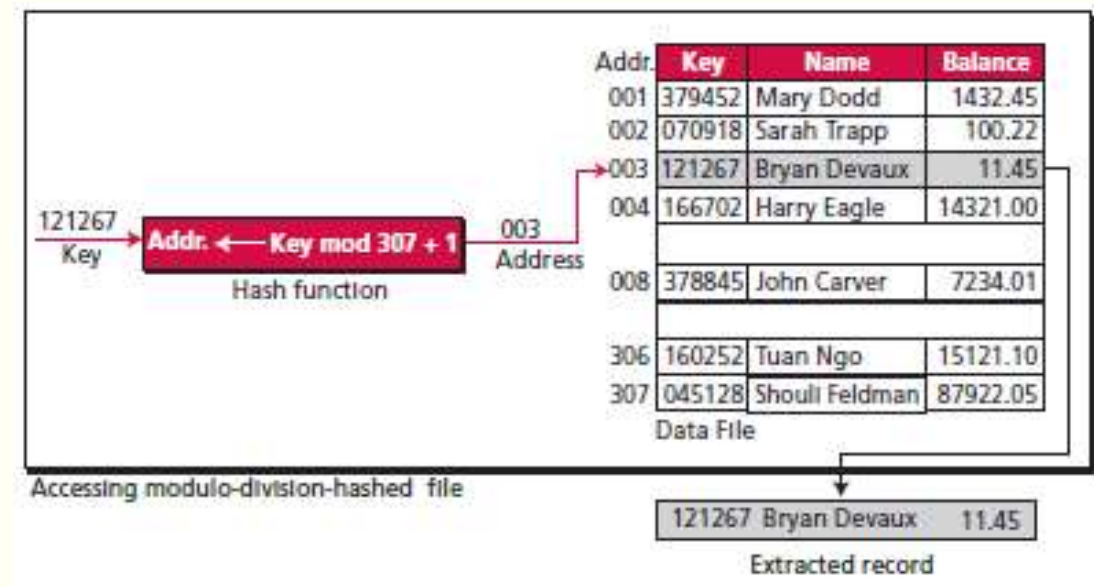 Addr. Key Name Balance
001 379452 Mary Dodd 1432.45
002 070918 Sarah Trapp 100.22
003 121267 Bryan Devaux 11.45
004 166702 Harry Eagle 14321.00
008 378845 John Carver 7234.01
306 160252 Tuan Ngo 15121.10
307 045128 Shouli Feldman 87922.05
Data File
121267
Key
Addr. ← Key mod 307 + 1
Hash function
003
Address
Accessing modulo-division-hashed file
121267 Bryan Devaux 11.45
Extracted record